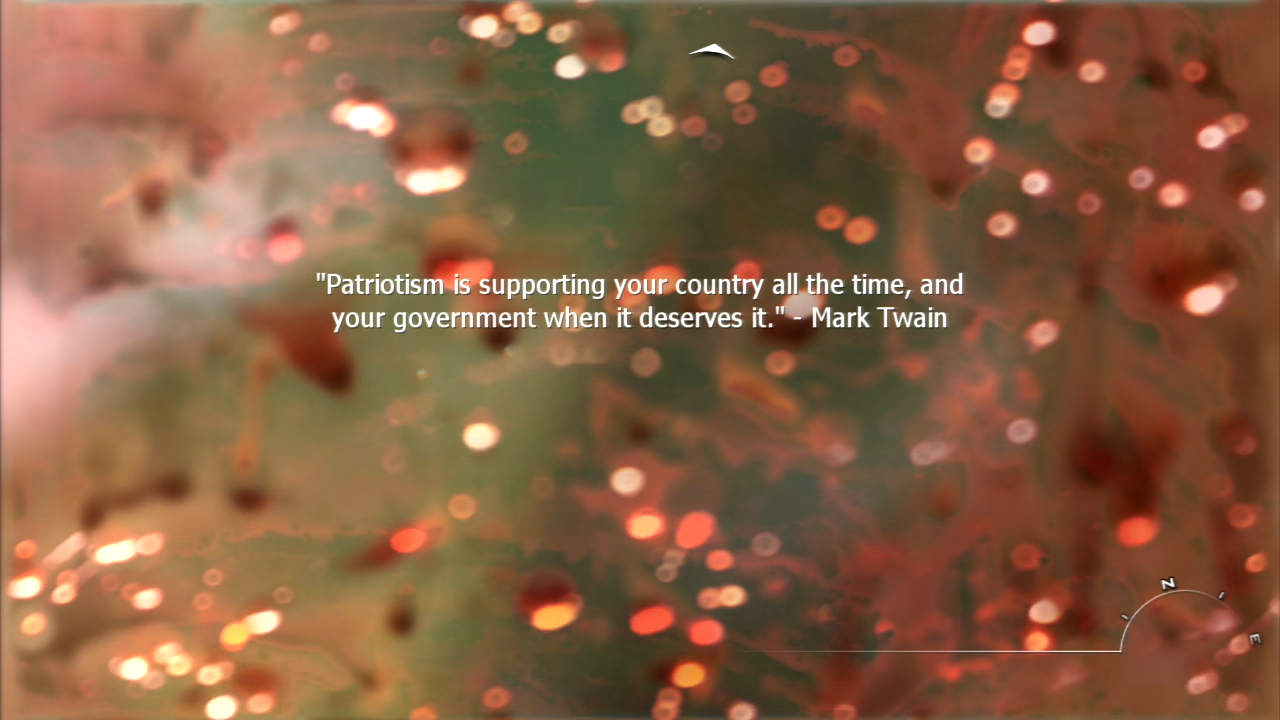 "Patriotism is supporting your country all the time, and
your government when it deserves it." - Mark Twain
N
E